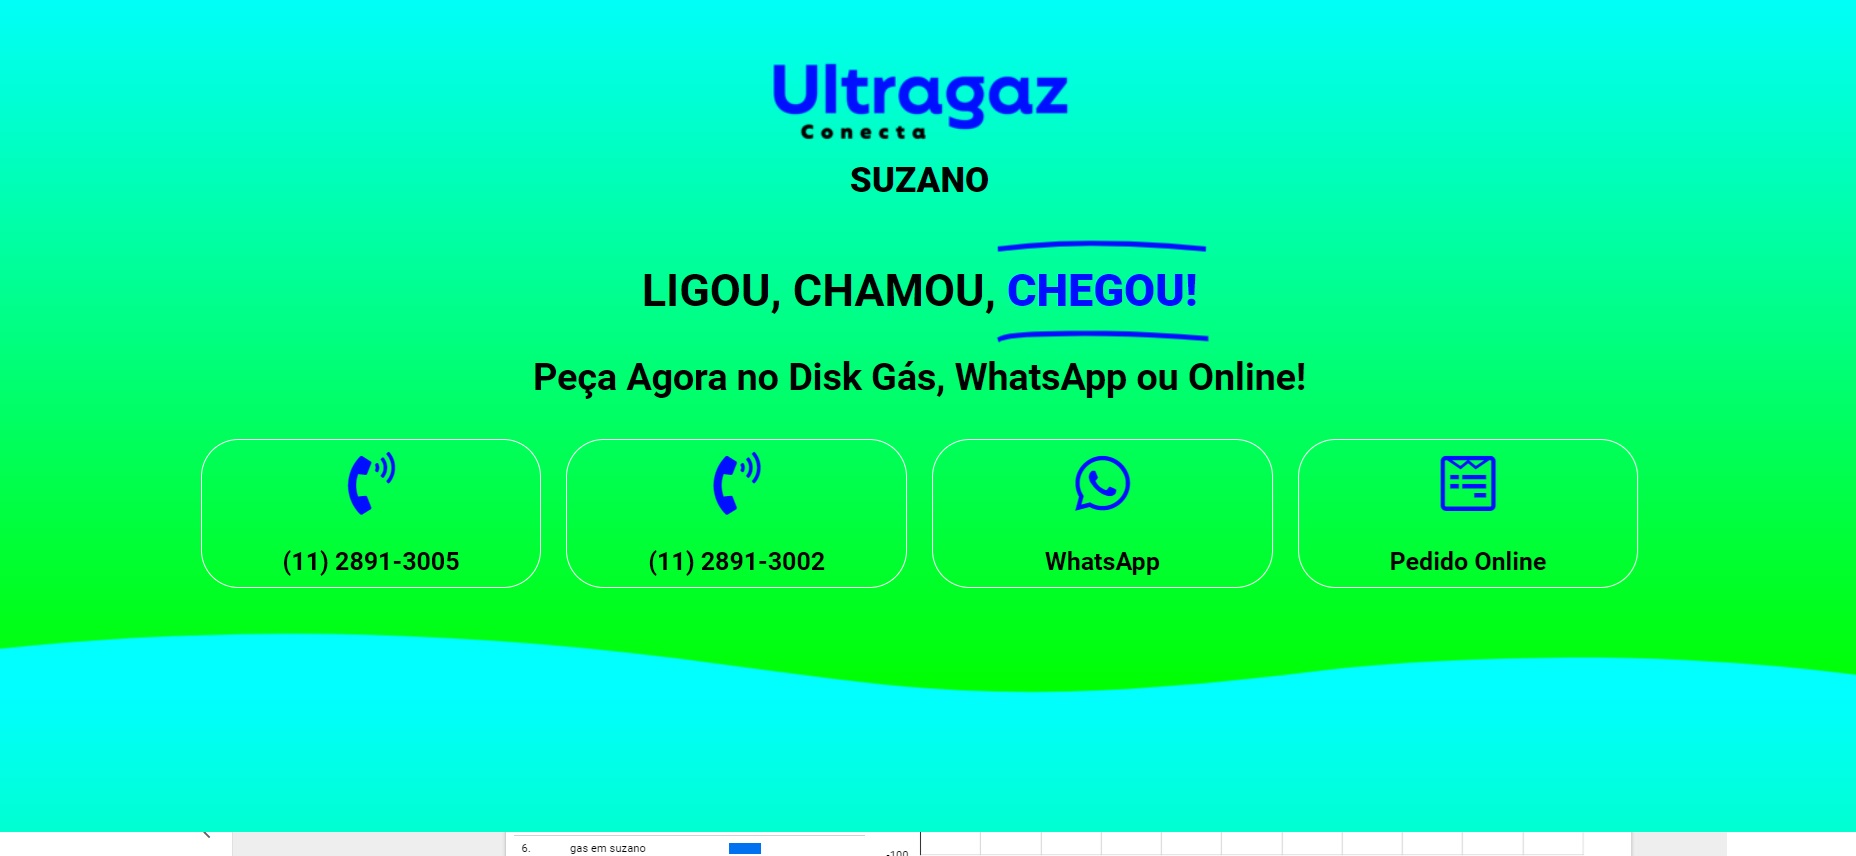 Ultragaz
Conecta
SUZANO
LIGOU, CHAMOU, CHEGOU!
Peça Agora no Disk Gás, WhatsApp ou Online!
(11) 2891-3005
(11) 2891-3002
WhatsApp
Pedido Online
6. gas em suzano
-100